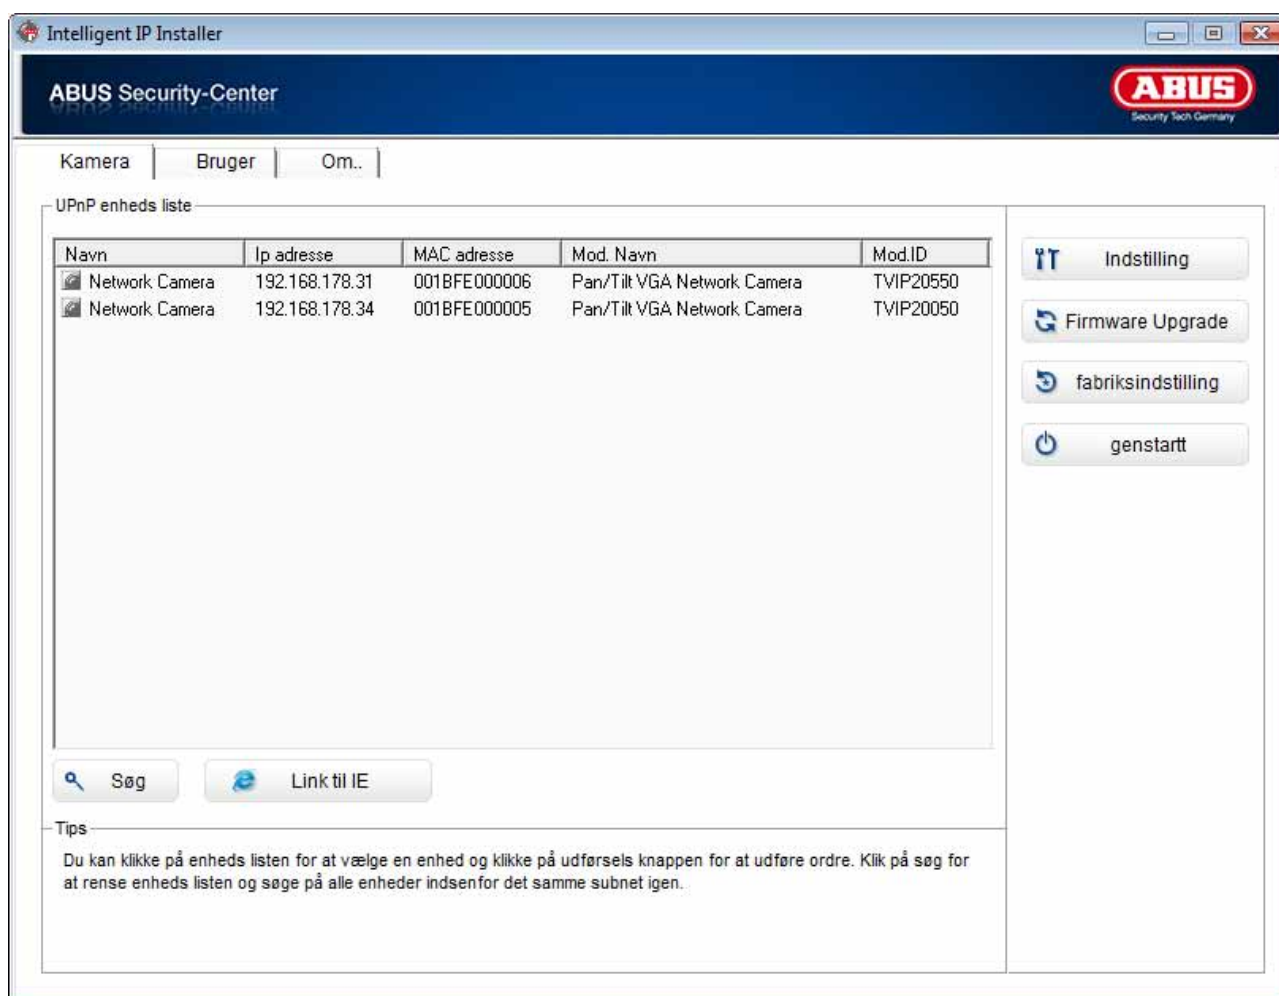 Intelligent IP Installer
ABUS Security-Center
ABUS
Security Tech Germany
Kamera Bruger Om..
UPnP enheds liste
Navn Ip adresse MAC adresse Mod. Navn Mod.ID
Network Camera 192.168.178.31 001BFE000006 Pan/Tilt VGA Network Camera TVIP20550
Network Camera 192.168.178.34 001BFE000005 Pan/Tilt VGA Network Camera TVIP20050
Indstilling
Firmware Upgrade
fabriksindstilling
genstartt
Søg Link til IE
Tips
Du kan klikke på enheds listen for at vælge en enhed og klikke på udførsels knappen for at udføre ordre. Klik på søg for
at rense enheds listen og søge på alle enheder indsenfor det samme subnet igen.